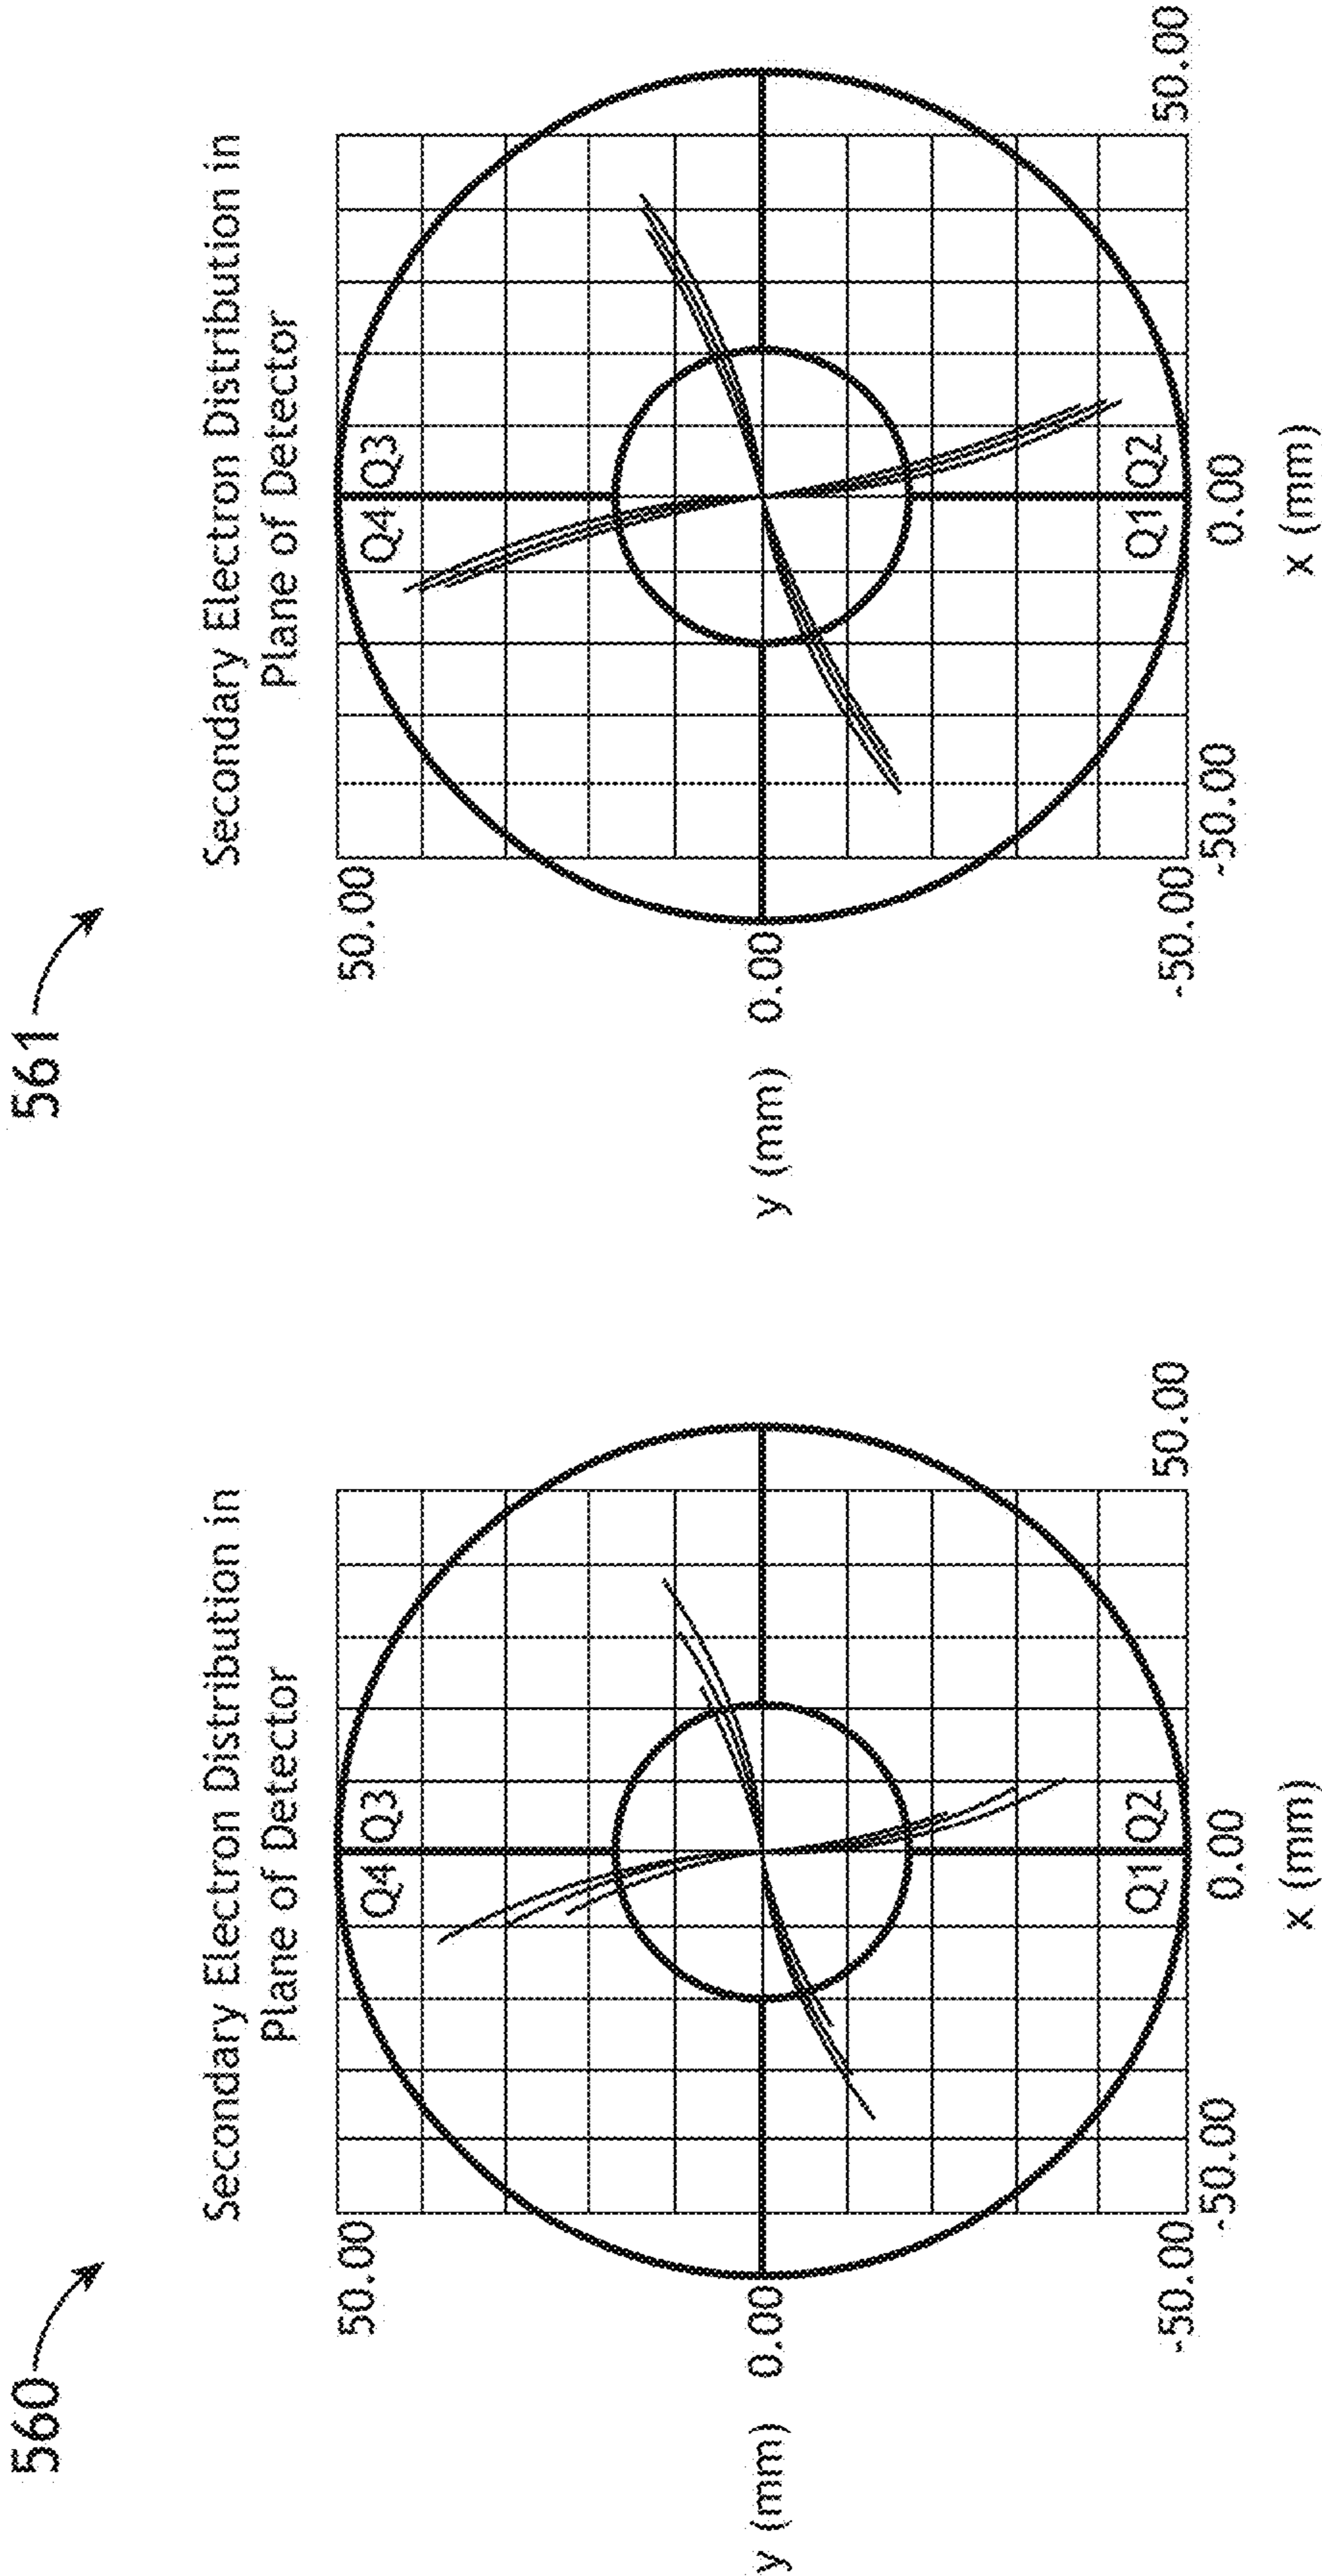 560
Secondary Electron Distribution in
Plane of Detector
50.00
Q4 Q3
y (mm) 0.00
Q1 Q2
-50.00
-50.00 0.00 50.00
x (mm)
561
Secondary Electron Distribution in
Plane of Detector
50.00
Q4 Q3
y (mm) 0.00
Q1 Q2
-50.00
-50.00 0.00 50.00
x (mm)